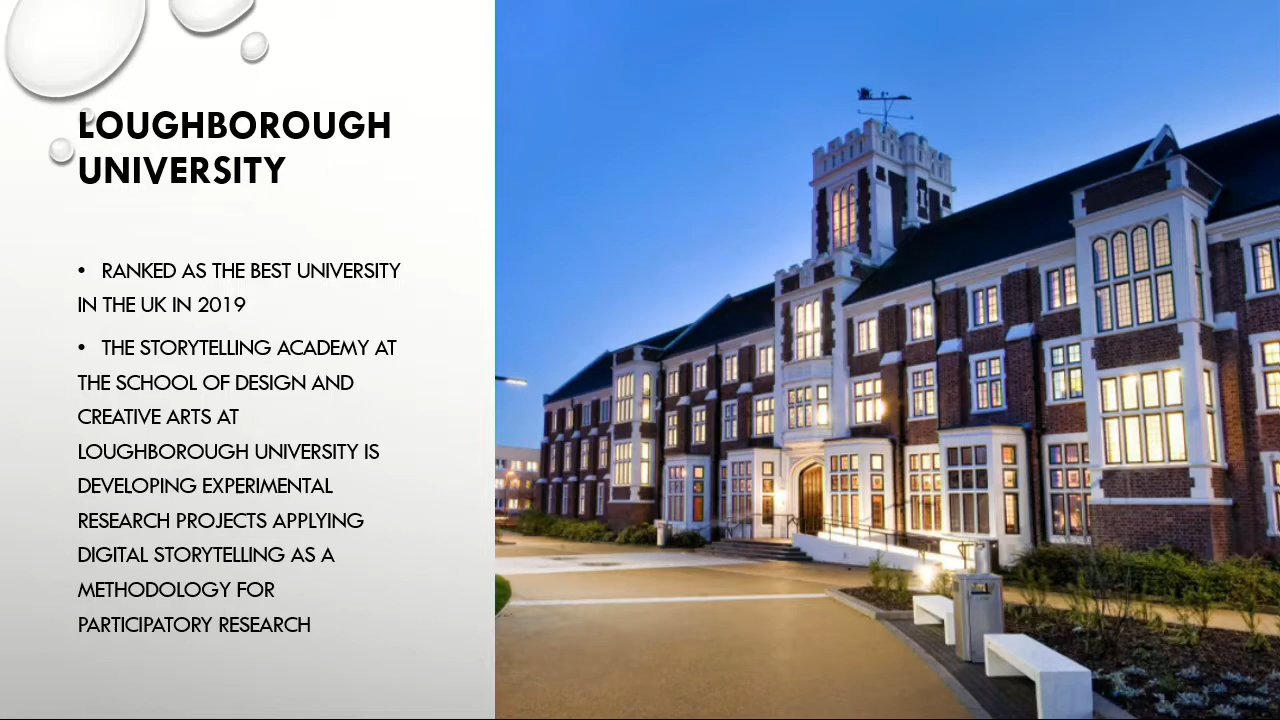 LOUGHBOROUGH
UNIVERSITY
• RANKED AS THE BEST UNIVERSITY
IN THE UK IN 2019
• THE STORYTELLING ACADEMY AT
THE SCHOOL OF DESIGN AND
CREATIVE ARTS AT
LOUGHBOROUGH UNIVERSITY IS
DEVELOPING EXPERIMENTAL
RESEARCH PROJECTS APPLYING
DIGITAL STORYTELLING AS A
METHODOLOGY FOR
PARTICIPATORY RESEARCH